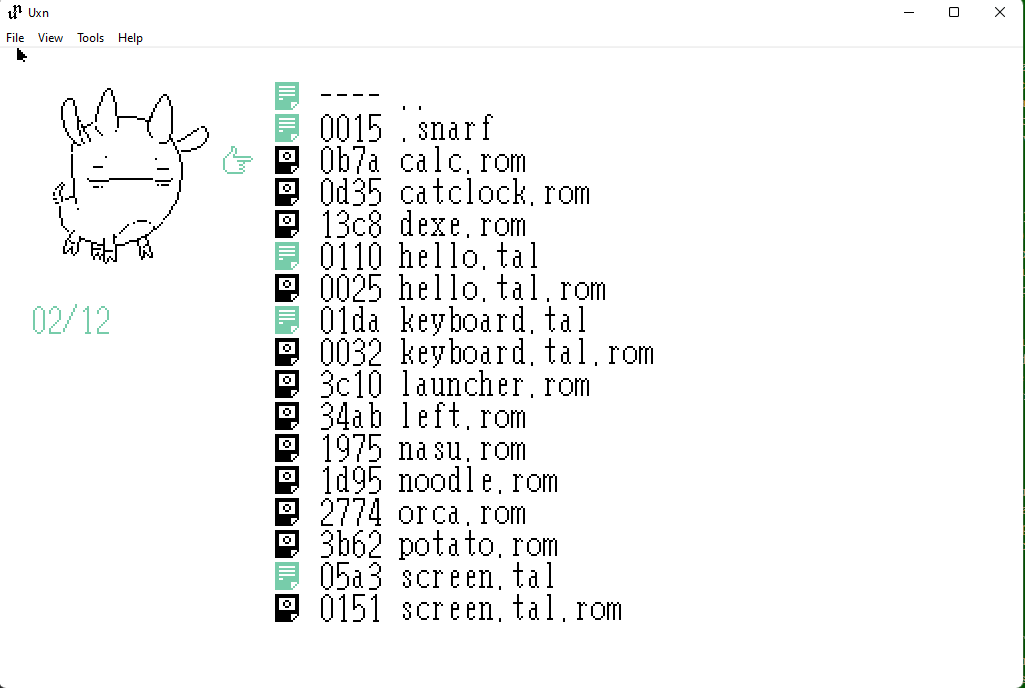 Uxn
File View Tools Help
---- ..
0015 .snarf
0b7a calc.rom
0d35 catclock.rom
13c8 dexe.rom
0110 hello.tal
0025 hello.tal.rom
01da keyboard.tal
02/12
0032 keyboard.tal.rom
3c10 launcher.rom
34ab left.rom
1975 nasu.rom
1d95 noodle.rom
2774 orca.rom
3b62 potato.rom
05a3 screen.tal
0151 screen.tal.rom